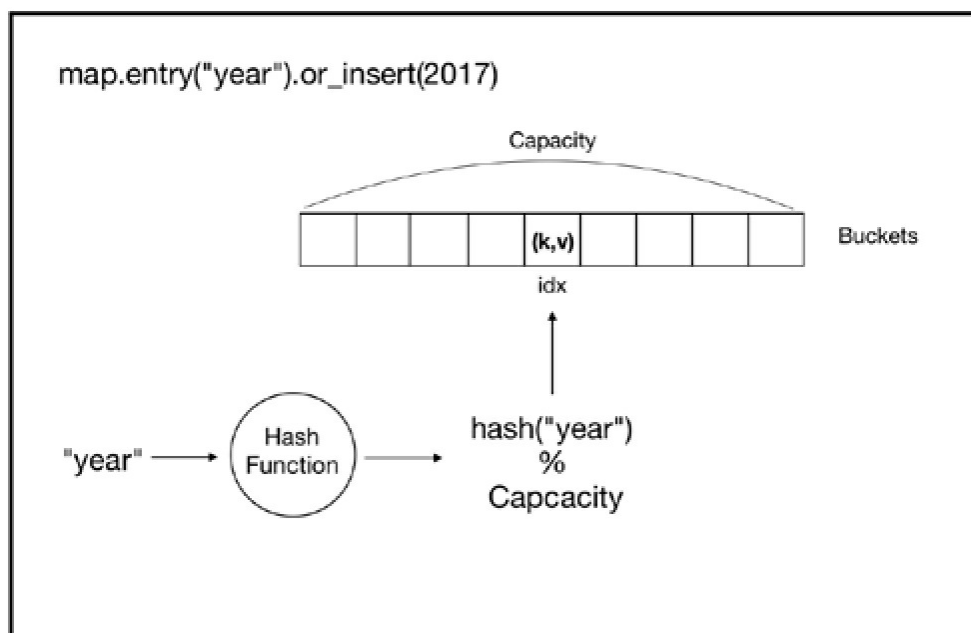 map.entry("year").or_insert(2017)
Capacity
(k,v)
Buckets
idx
"year"
Hash
Function
hash("year")
%
Capcacity